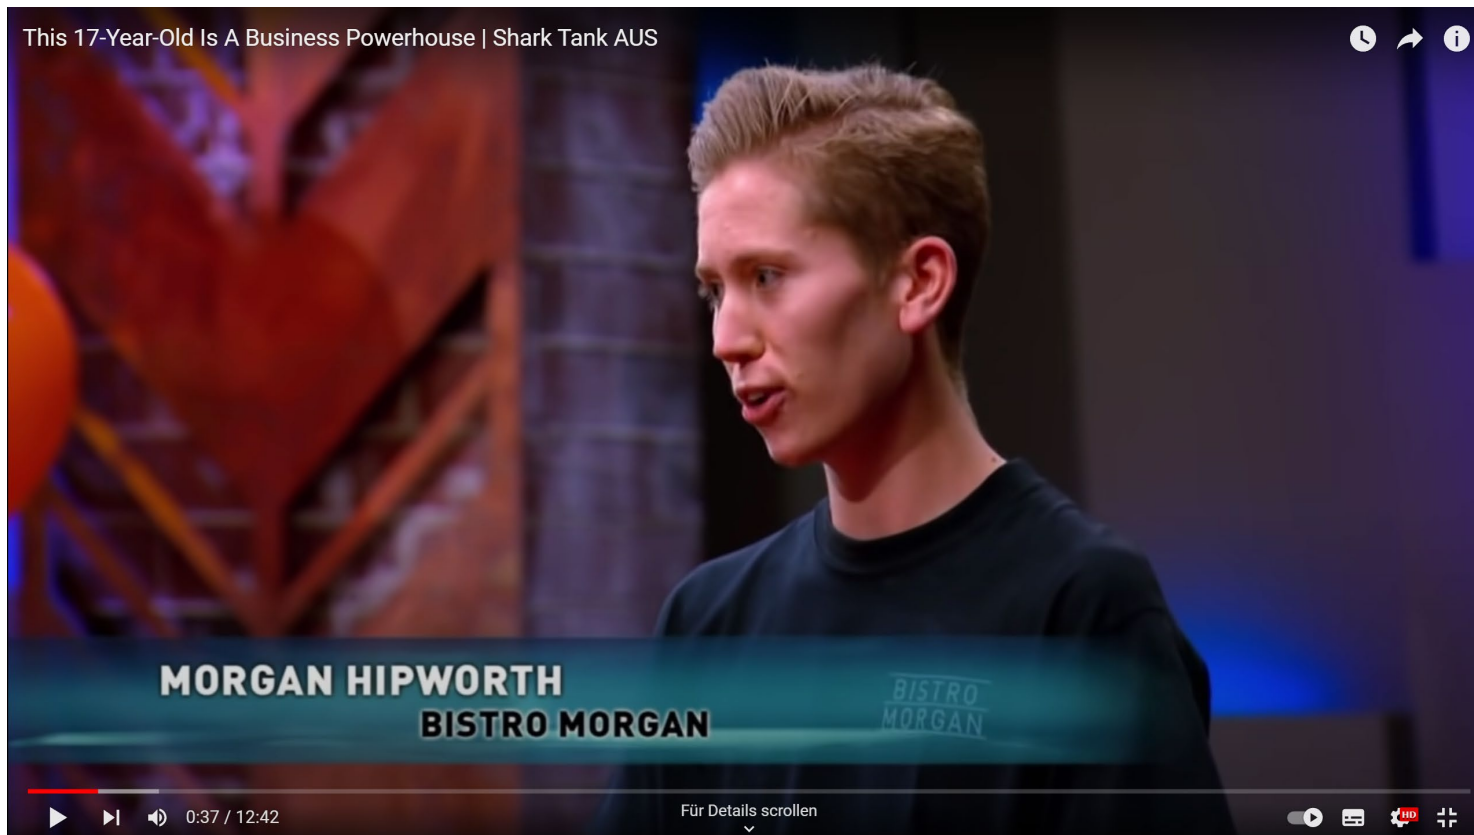 This 17-Year-Old Is A Business Powerhouse | Shark Tank AUS
MORGAN HIPWORTH
BISTRO MORGAN
BISTRO
MORGAN
0:37 / 12:42
Für Details scrollen
HD